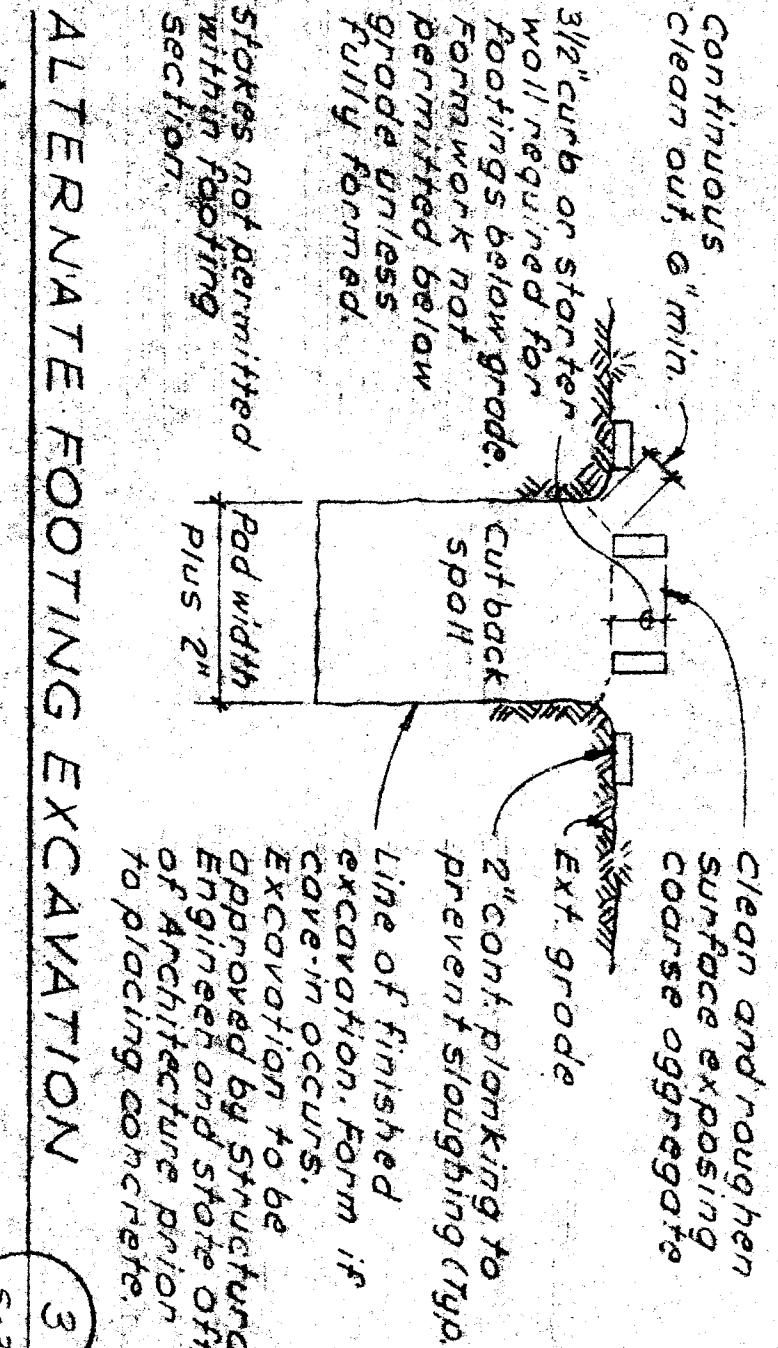 Continuous
clean out, 6" min.
3½" curb or starter
wall required for
footings below grade.
Formwork not
permitted below
grade unless
fully formed.
Stakes not permitted
within footing
section.
cut back
spall
Pad width
plus 2"
Clean and roughen
surface exposing
coarse aggregate
Ext. grade
2" cont. planking to
prevent sloughing (Typ.
Line of finished
excavation. Form if
cave-in occurs.
Excavation to be
approved by Structura
Engineer and state Off
of Architecture prior
to placing concrete.
ALTERNATE FOOTING EXCAVATION
3